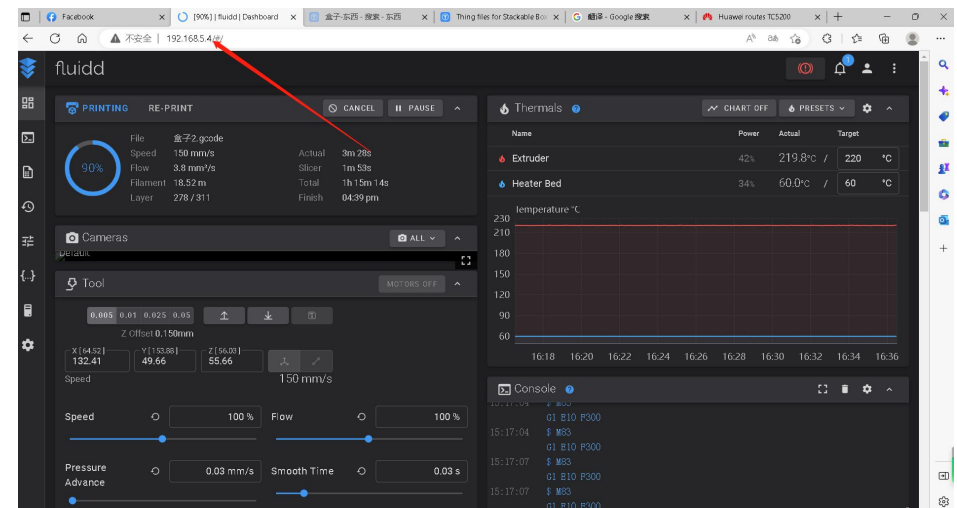 Facebook
[90%] | fluidd | Dashboard
盒子-东西 - 搜索 - 东西
Thing files for Stackable Box
翻译 - Google 搜索
Huawei routes TC5200
不安全 | 192.168.5.4/#/
fluidd
1
PRINTING RE-PRINT CANCEL PAUSE
90%
File 盒子2.gcode
Speed 150 mm/s Actual 3m 28s
Flow 3.8 mm³/s Slicer 1m 53s
Filament 18.52 m Total 1h 15m 14s
Layer 278 / 311 Finish 04:39 pm
Cameras ALL
Default
Tool MOTORS OFF
0.005 0.01 0.025 0.05
Z Offset 0.150mm
X [ 64.52 ] Y [ 153.88 ] Z [ 56.03 ]
132.41 49.66 55.66
Speed 150 mm/s
Speed 100 % Flow 100 %
Pressure Advance 0.03 mm/s Smooth Time 0.03 s
Thermals CHART OFF PRESETS
Name Power Actual Target
Extruder 42% 219.8°C / 220 °C
Heater Bed 34% 60.0°C / 60 °C
Temperature °C
230
210
180
150
120
90
60
16:18 16:20 16:22 16:24 16:26 16:28 16:30 16:32 16:34 16:36
Console
15:17:04 $ M83
G1 E10 F300
15:17:04 $ M83
G1 E10 F300
15:17:07 $ M83
G1 E10 F300
15:17:07 $ M83
G1 E10 F300